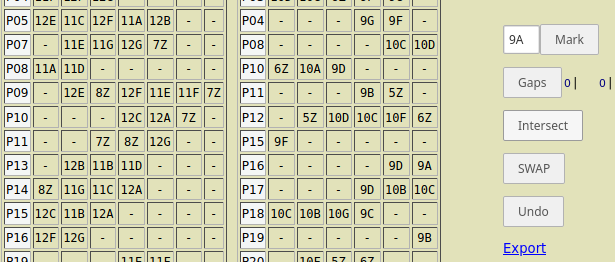 P05 12E 11C 12F 11A 12B - -
P07 - 11E 11G 12G 7Z - -
P08 11A 11D - - - - -
P09 - 12E 8Z 12F 11E 11F 7Z
P10 - - - 12C 12A 7Z -
P11 - - 7Z 8Z 12G - -
P13 - 12B 11B 11D - - -
P14 8Z 11G 11C 12A - - -
P15 12C 11B 12A - - - -
P16 12F 12G - - - - -
P04 - - - 9G 9F -
P08 - - - - 10C 10D
P10 6Z 10A 9D - - -
P11 - - - 9B 5Z -
P12 - 5Z 10D 10C 10F 6Z
P15 9F - - - - -
P16 - - - - 9D 9A
P17 - - - 9D 10B 10C
P18 10C 10B 10G 9C - -
P19 - - - - - 9B
9A Mark
Gaps 0| 0|
Intersect
SWAP
Undo
Export